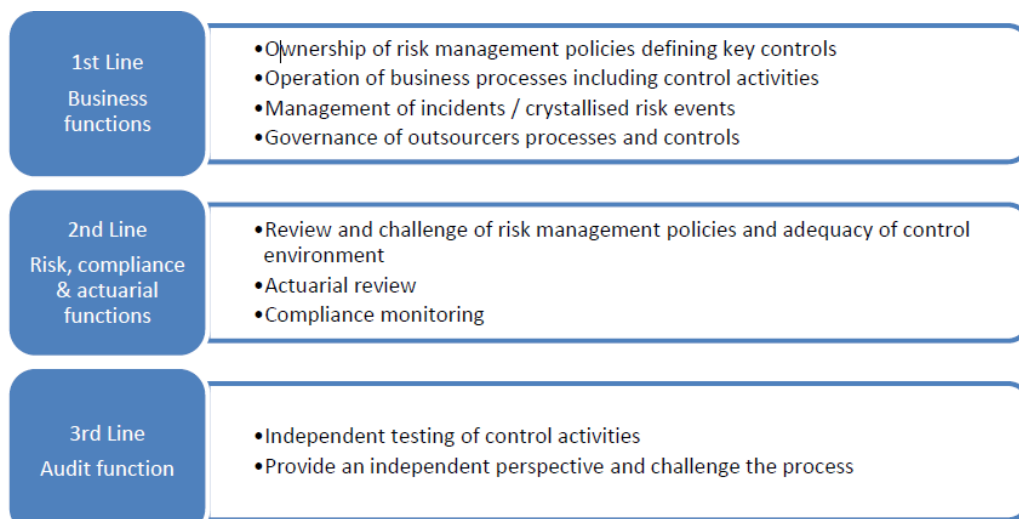 1st Line
Business
functions
•Ownership of risk management policies defining key controls
•Operation of business processes including control activities
•Management of incidents / crystallised risk events
•Governance of outsourcers processes and controls
2nd Line
Risk, compliance
& actuarial
functions
•Review and challenge of risk management policies and adequacy of control
environment
•Actuarial review
•Compliance monitoring
3rd Line
Audit function
•Independent testing of control activities
•Provide an independent perspective and challenge the process